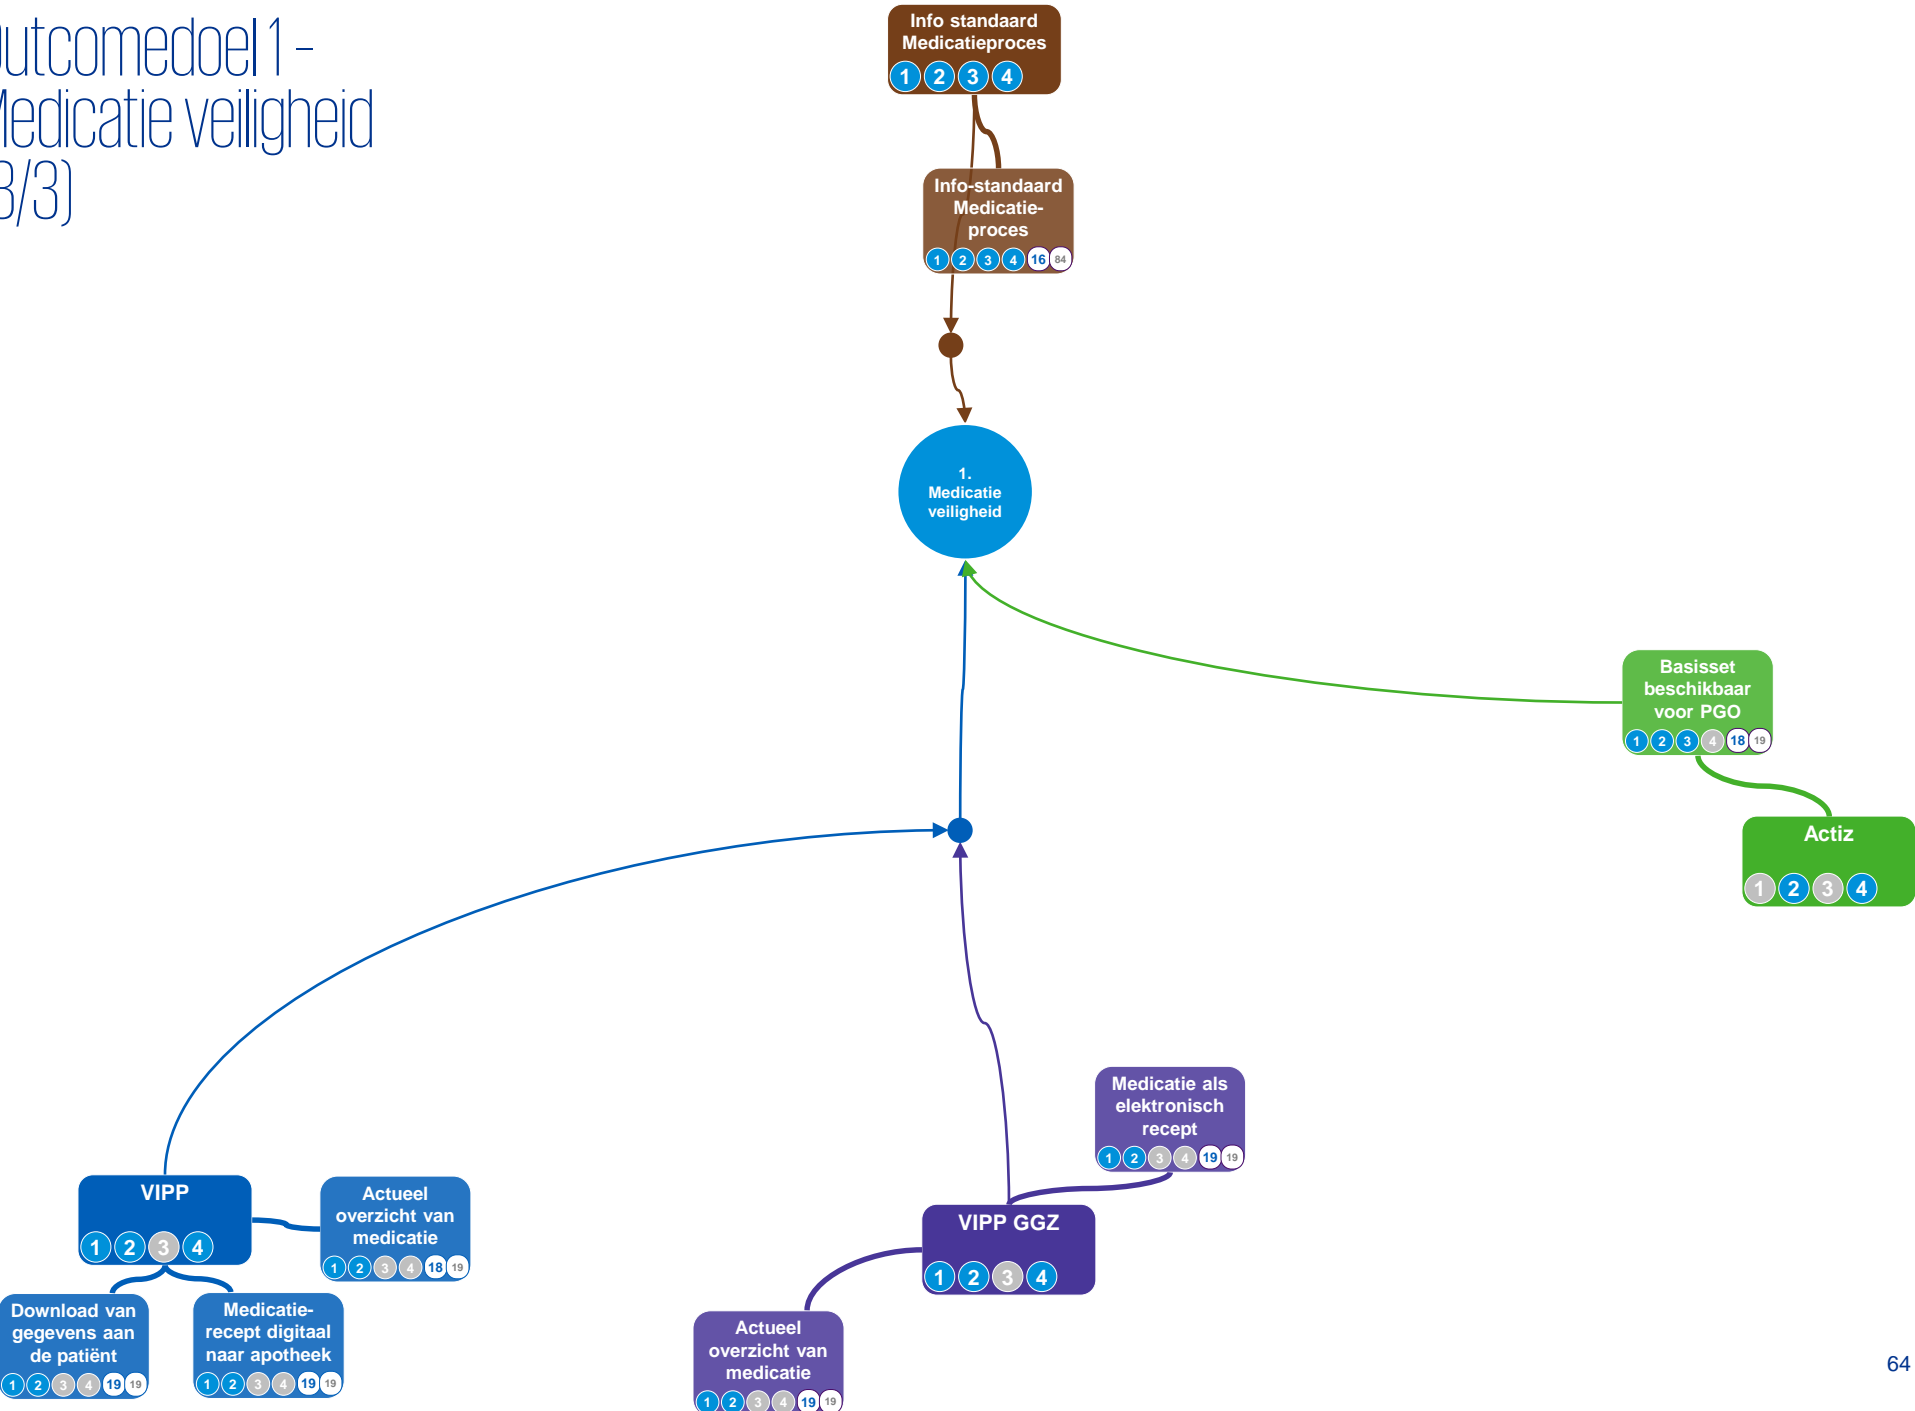 utcomedoel 1 -
Medicatie veiligheid
3/3)
Info standaard
Medicatieproces
1 2 3 4
Info-standaard
Medicatie-
proces
1 2 3 4 16 84
1.
Medicatie
veiligheid
Basisset
beschikbaar
voor PGO
1 2 3 4 18 19
Actiz
1 2 3 4
Medicatie als
elektronisch
recept
1 2 3 4 19 19
VIPP
1 2 3 4
Actueel
overzicht van
medicatie
1 2 3 4 18 19
VIPP GGZ
1 2 3 4
Download van
gegevens aan
de patiënt
1 2 3 4 19 19
Medicatie-
recept digitaal
naar apotheek
1 2 3 4 19 19
Actueel
overzicht van
medicatie
1 2 3 4 19 19
64